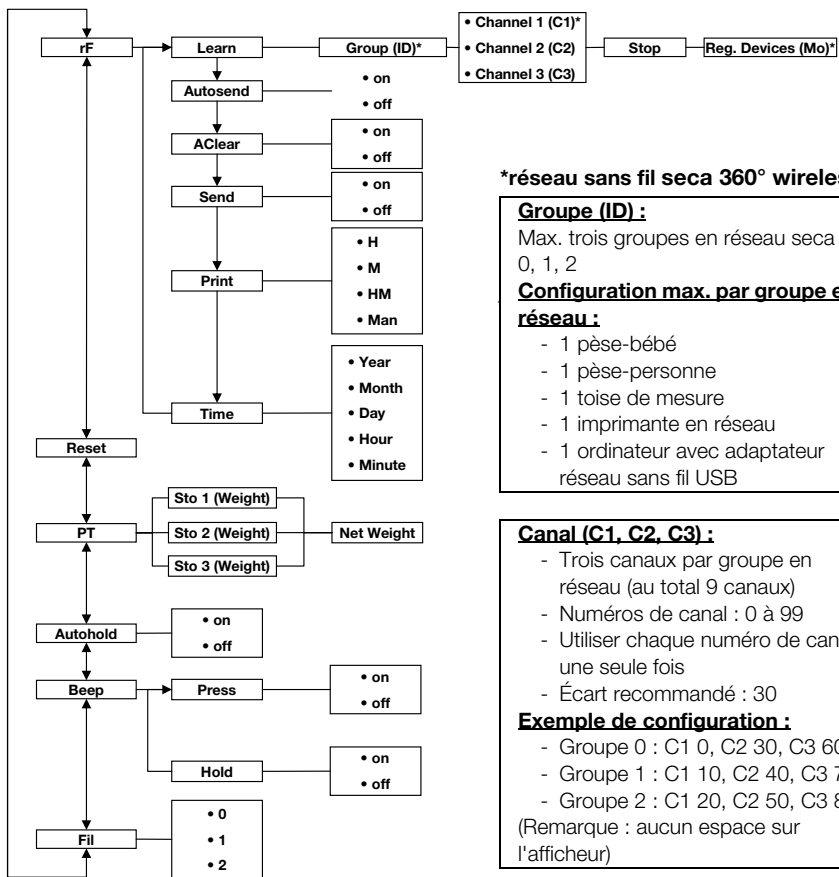 rF
Learn
Group (ID)*
• Channel 1 (C1)*
• Channel 2 (C2)
• Channel 3 (C3)
Stop
Reg. Devices (Mo)*
Autosend
• on
• off
AClear
• on
• off
Send
• on
• off
Print
• H
• M
• HM
• Man
Time
• Year
• Month
• Day
• Hour
• Minute
Reset
PT
Sto 1 (Weight)
Sto 2 (Weight)
Sto 3 (Weight)
Net Weight
Autohold
• on
• off
Beep
Press
• on
• off
Hold
• on
• off
Fil
• 0
• 1
• 2
*réseau sans fil seca 360° wireles
Groupe (ID) :
Max. trois groupes en réseau seca
0, 1, 2
Configuration max. par groupe e
réseau :
- 1 pèse-bébé
- 1 pèse-personne
- 1 toise de mesure
- 1 imprimante en réseau
- 1 ordinateur avec adaptateur
réseau sans fil USB
Canal (C1, C2, C3) :
- Trois canaux par groupe en
réseau (au total 9 canaux)
- Numéros de canal : 0 à 99
- Utiliser chaque numéro de can
une seule fois
- Écart recommandé : 30
Exemple de configuration :
- Groupe 0 : C1 0, C2 30, C3 60
- Groupe 1 : C1 10, C2 40, C3 7
- Groupe 2 : C1 20, C2 50, C3 8
(Remarque : aucun espace sur
l'afficheur)